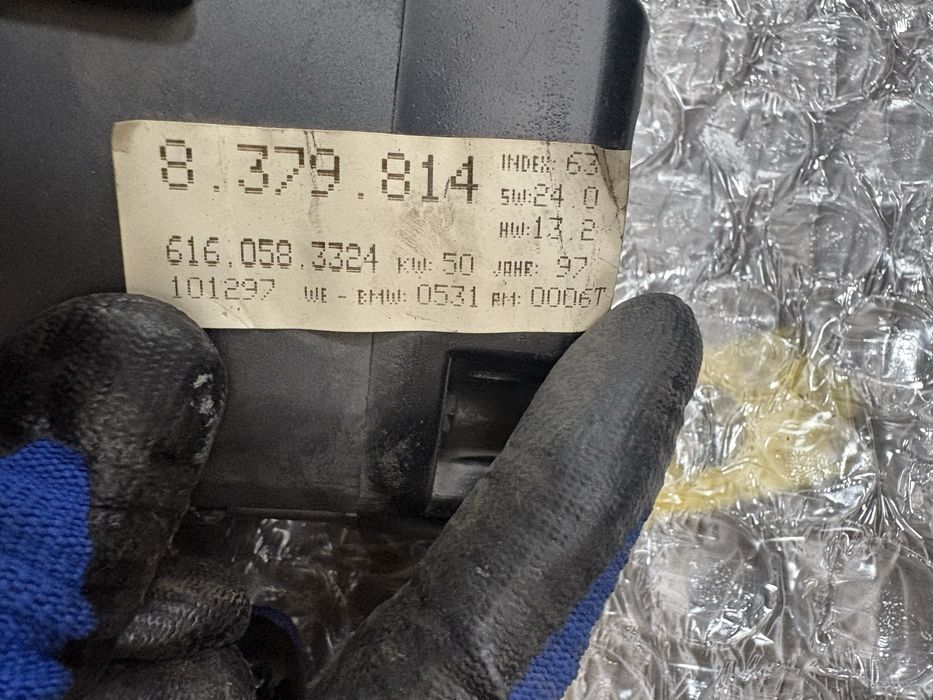 8.379.814
INDEX: 63
SW:24.0
HW:13.2
616.058.3324 KW: 50 JAHR: 97
101297 WE - BMW: 0531 RM: 0006T